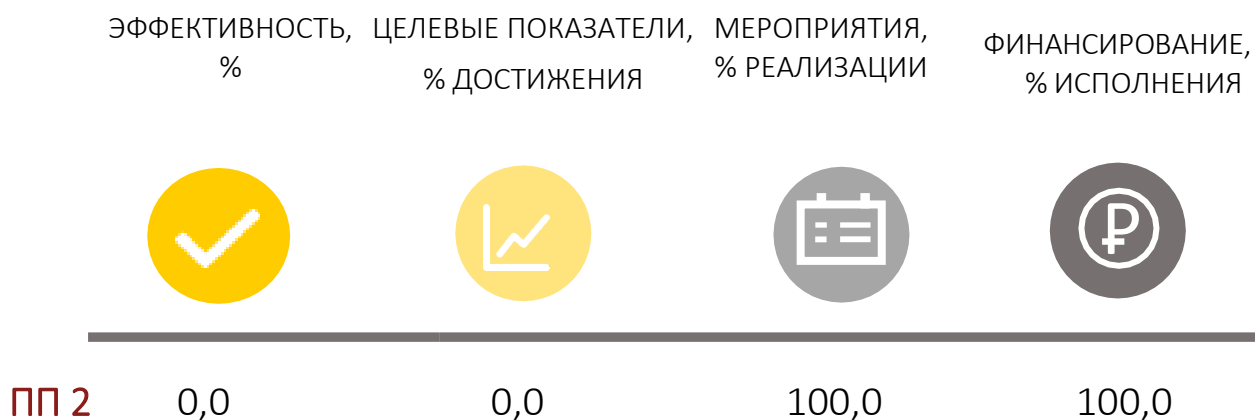 ЭФФЕКТИВНОСТЬ,
%
ЦЕЛЕВЫЕ ПОКАЗАТЕЛИ,
% ДОСТИЖЕНИЯ
МЕРОПРИЯТИЯ,
% РЕАЛИЗАЦИИ
ФИНАНСИРОВАНИЕ,
% ИСПОЛНЕНИЯ
ПП 2 0,0 0,0 100,0 100,0